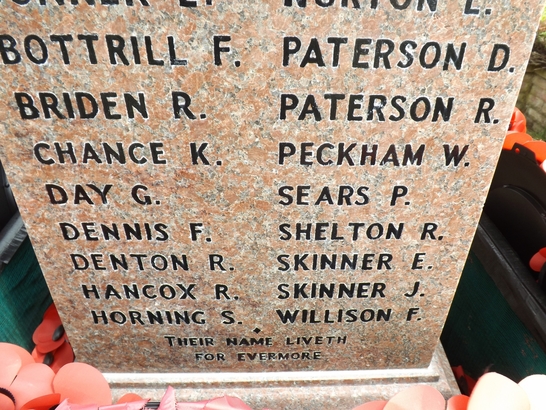 NORTON L.
BOTTRILL F. PATERSON D.
BRIDEN R. PATERSON R.
CHANCE K. PECKHAM W.
DAY G. SEARS P.
DENNIS F. SHELTON R.
DENTON R. SKINNER E.
HANCOX R. SKINNER J.
HORNING S. WILLISON F.
THEIR NAME LIVETH
FOR EVERMORE